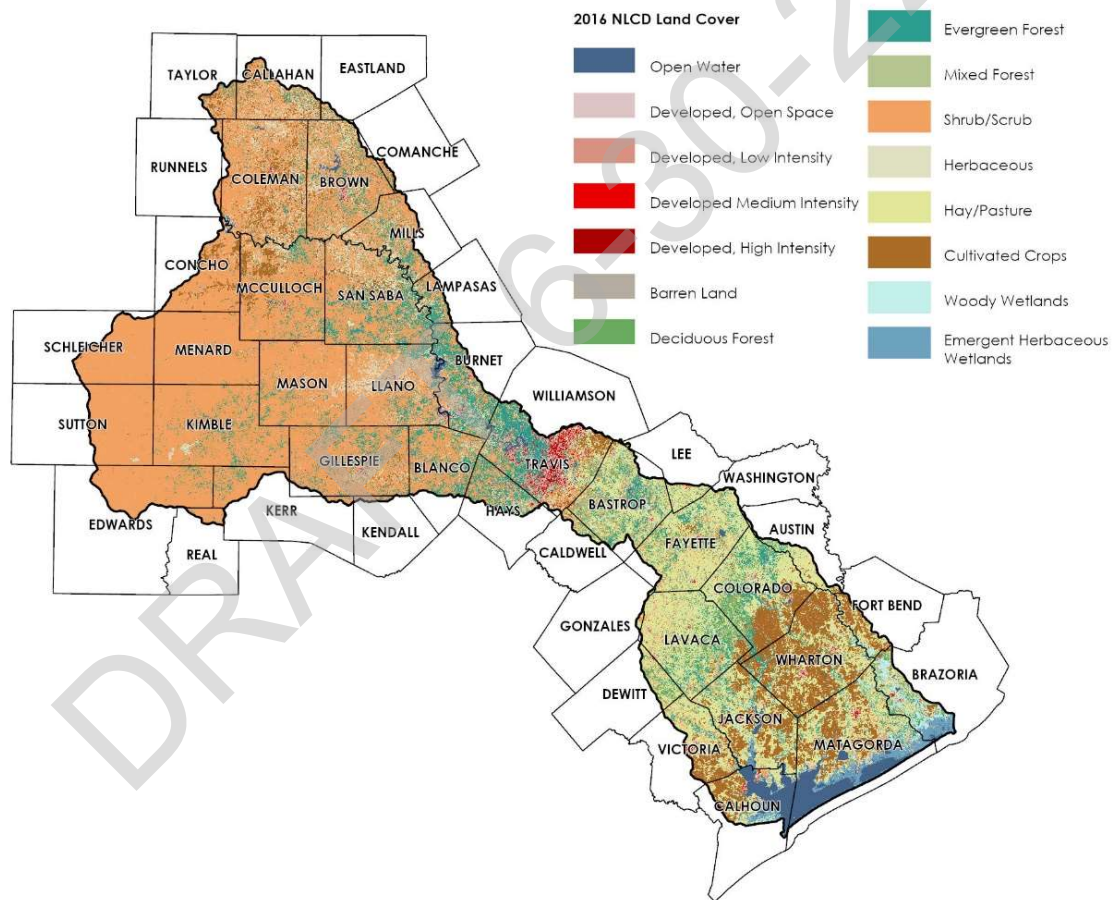 2016 NLCD Land Cover
Open Water
Developed, Open Space
Developed, Low Intensity
Developed Medium Intensity
Developed, High Intensity
Barren Land
Deciduous Forest
Evergreen Forest
Mixed Forest
Shrub/Scrub
Herbaceous
Hay/Pasture
Cultivated Crops
Woody Wetlands
Emergent Herbaceous
Wetlands
TAYLOR
CALLAHAN
EASTLAND
RUNNELS
COLEMAN
BROWN
COMANCHE
MILLS
CONCHO
MCCULLOCH
SAN SABA
LAMPASAS
SCHLEICHER
MENARD
MASON
LLANO
BURNET
WILLIAMSON
SUTTON
KIMBLE
GILLESPIE
BLANCO
TRAVIS
LEE
WASHINGTON
EDWARDS
KERR
KENDALL
HAYS
BASTROP
AUSTIN
REAL
CALDWELL
FAYETTE
COLORADO
FORT BEND
GONZALES
LAVACA
WHARTON
BRAZORIA
DEWITT
JACKSON
VICTORIA
MATAGORDA
CALHOUN